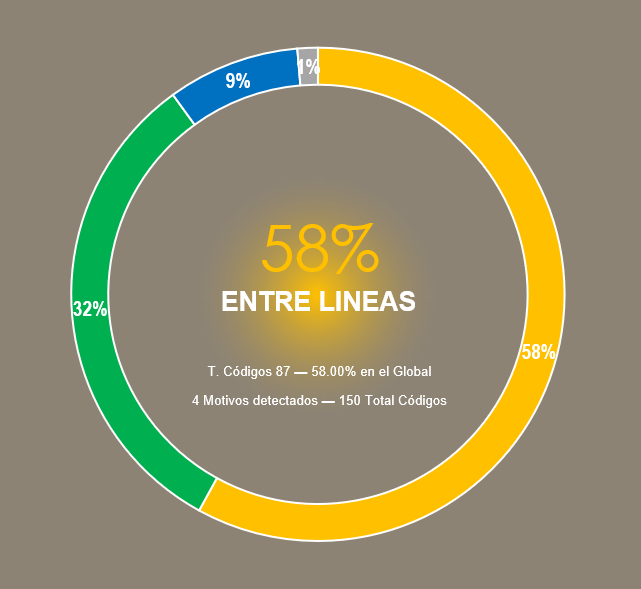 1%
9%
58%
ENTRE LINEAS
32%
58%
T. Códigos 87 — 58.00% en el Global
4 Motivos detectados — 150 Total Códigos